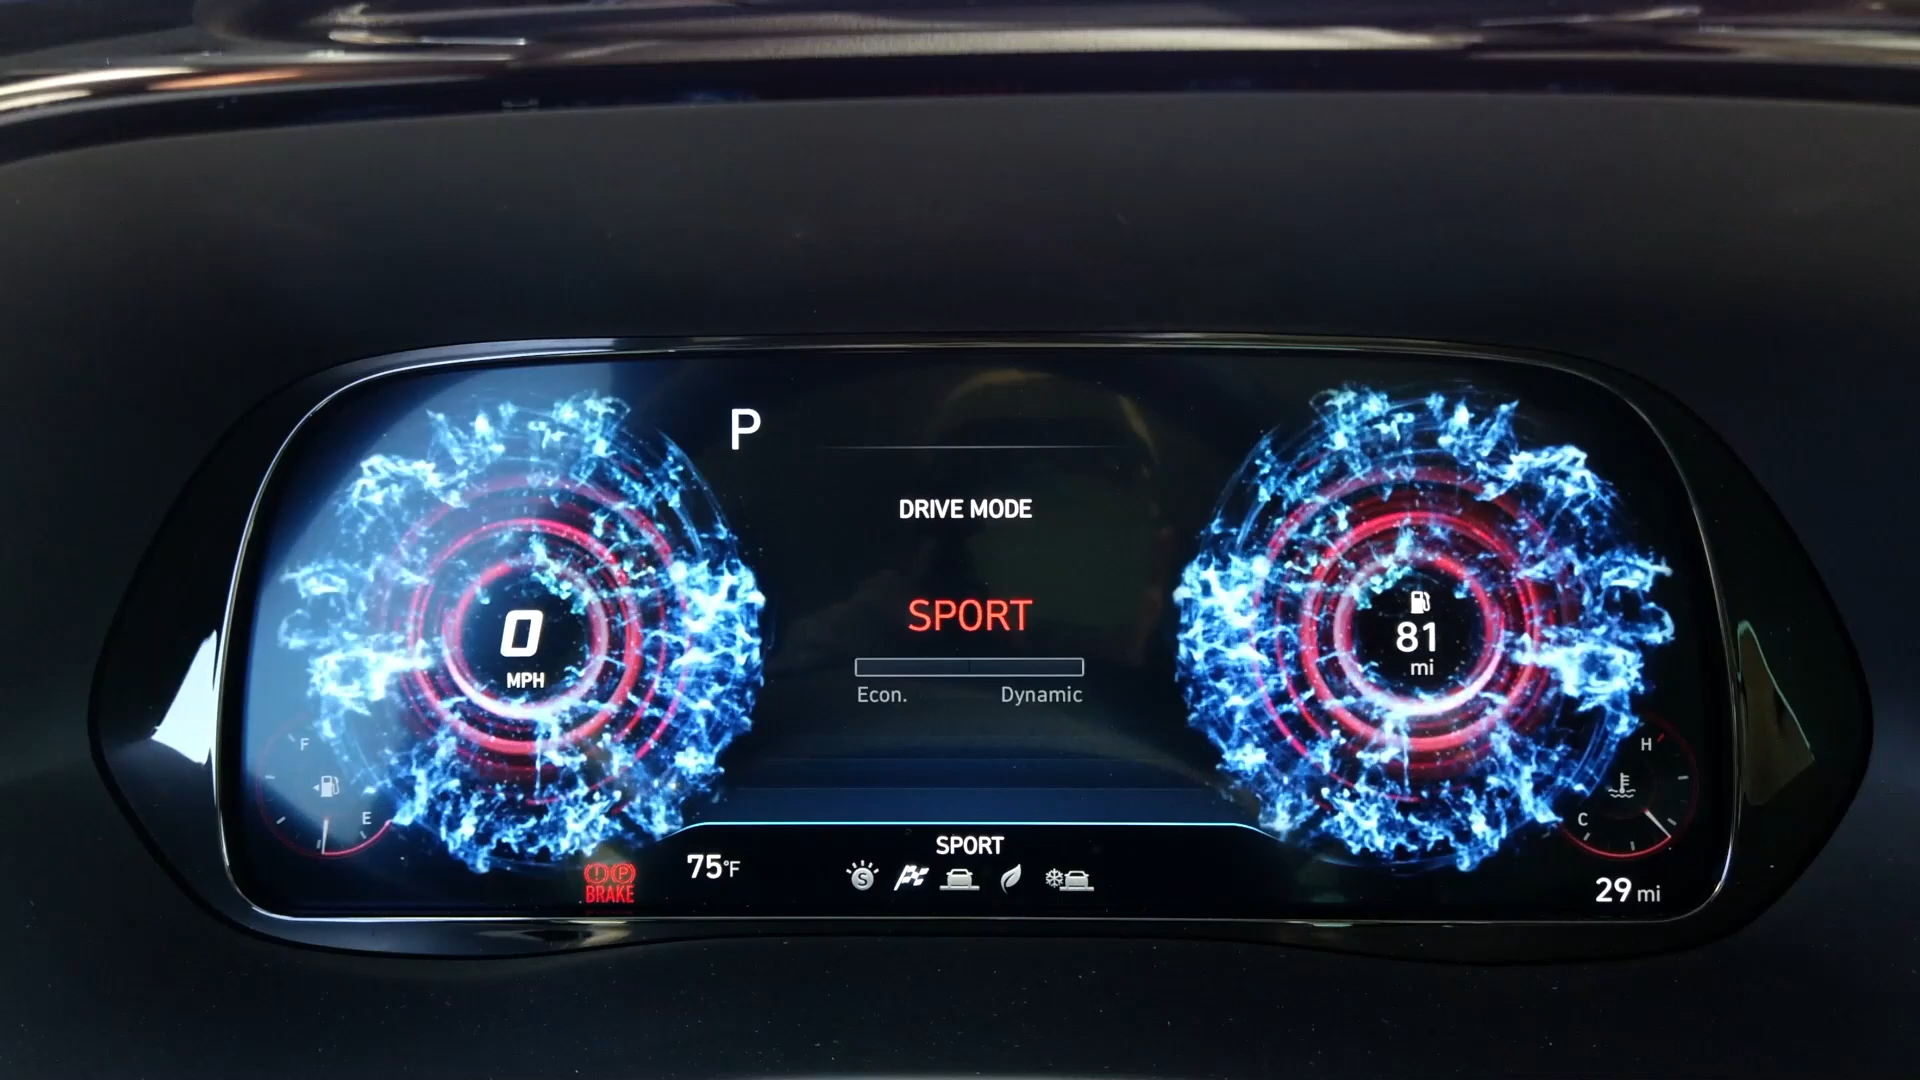 P
DRIVE MODE
SPORT
Econ. Dynamic
0
MPH
81
mi
F
E
H
C
BRAKE
75°F
SPORT
S
29 mi